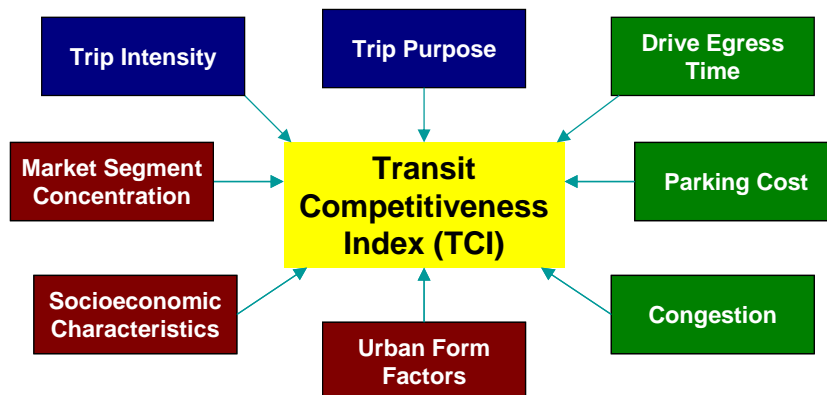 Trip Intensity
Trip Purpose
Drive Egress
Time
Market Segment
Concentration
Transit
Competitiveness
Index (TCI)
Parking Cost
Socioeconomic
Characteristics
Urban Form
Factors
Congestion